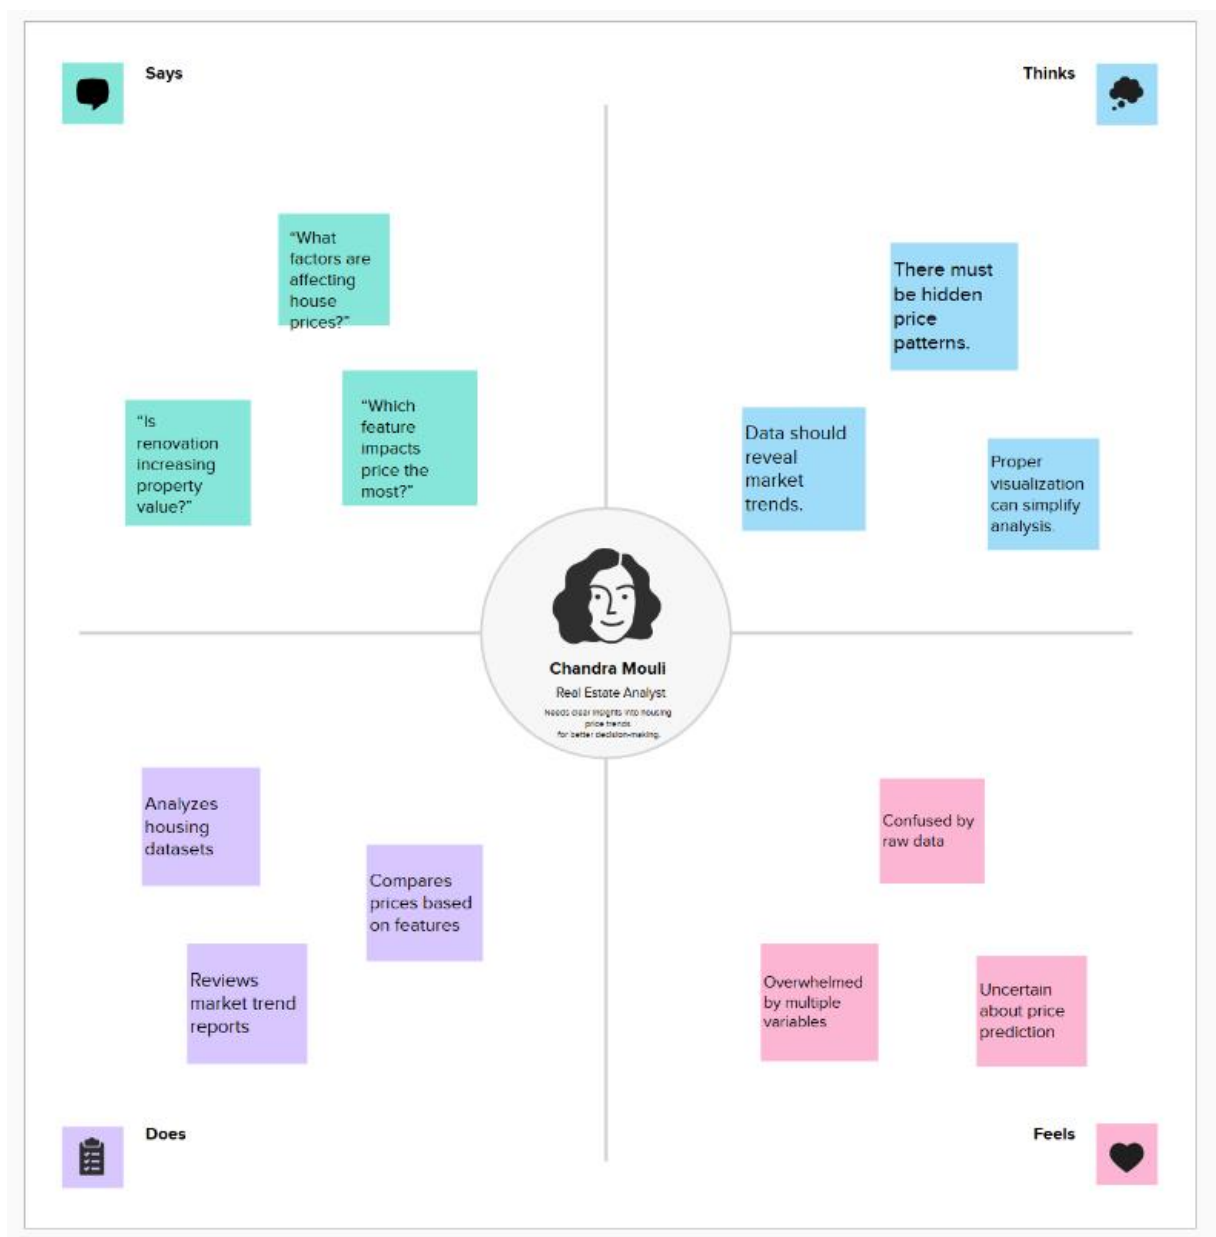 Says
Thinks
“What
factors are
affecting
house
prices?”
“Is
renovation
increasing
property
value?”
“Which
feature
impacts
price the
most?”
There must
be hidden
price
patterns.
Data should
reveal
market
trends.
Proper
visualization
can simplify
analysis.
Chandra Mouli
Real Estate Analyst
Needs clear insights into housing
price trends
for better decision-making.
Analyzes
housing
datasets
Compares
prices based
on features
Reviews
market trend
reports
Confused by
raw data
Overwhelmed
by multiple
variables
Uncertain
about price
prediction
Does
Feels